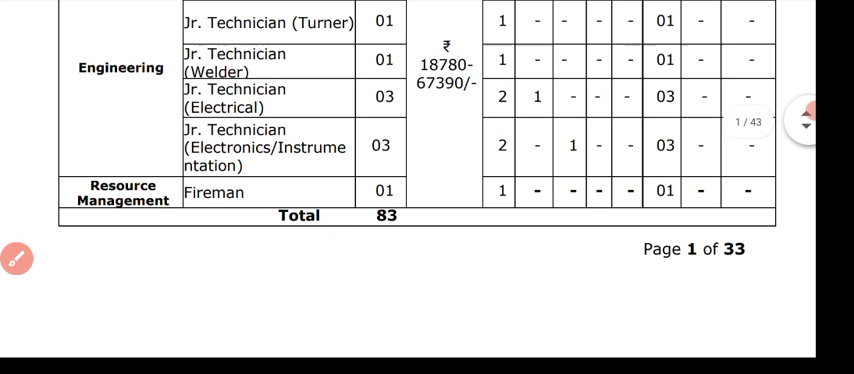 Jr. Technician (Turner) 01 1 - - - - 01 - -
Engineering
₹
18780-
67390/-
Jr. Technician
(Welder) 01 1 - - - - 01 - -
Jr. Technician
(Electrical) 03 2 1 - - - 03 - -
Jr. Technician
(Electronics/Instrume
ntation) 03 2 - 1 - - 03 - -
1 / 43
Resource
Management Fireman 01 1 - - - - 01 - -
Total 83
Page 1 of 33